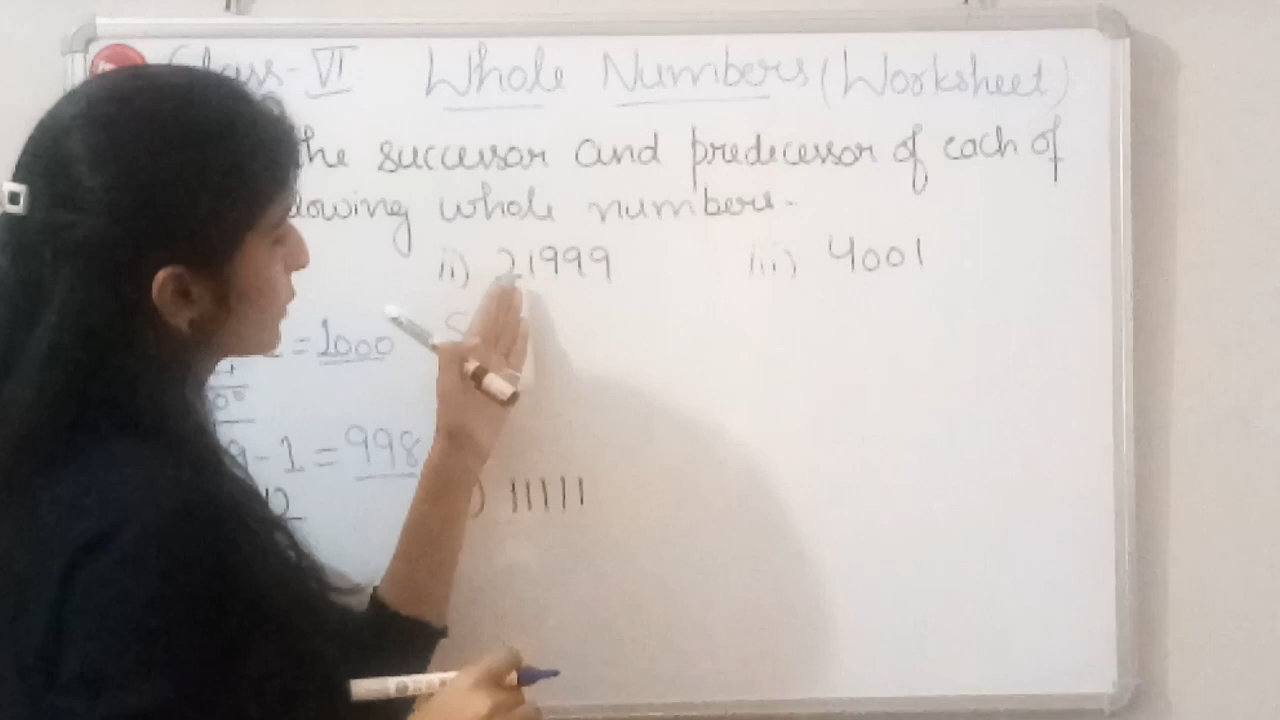 Class-VI Whole Numbers (Worksheet)
the successor and predecessor of each of
lowing whole numbers.
ii) 21999 iii) 4001
= 1000
- 1 = 998
) 11111